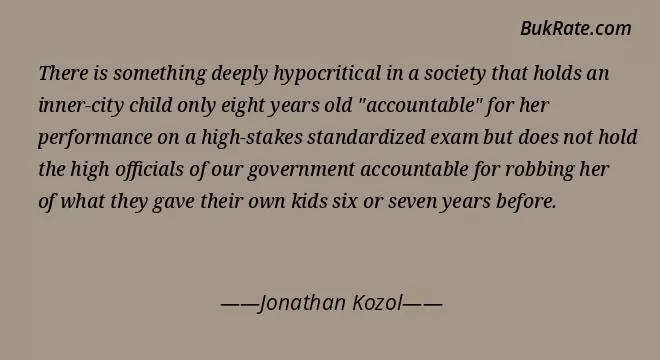 BukRate.com
There is something deeply hypocritical in a society that holds an
inner-city child only eight years old "accountable" for her
performance on a high-stakes standardized exam but does not hold
the high officials of our government accountable for robbing her
of what they gave their own kids six or seven years before.
——Jonathan Kozol——